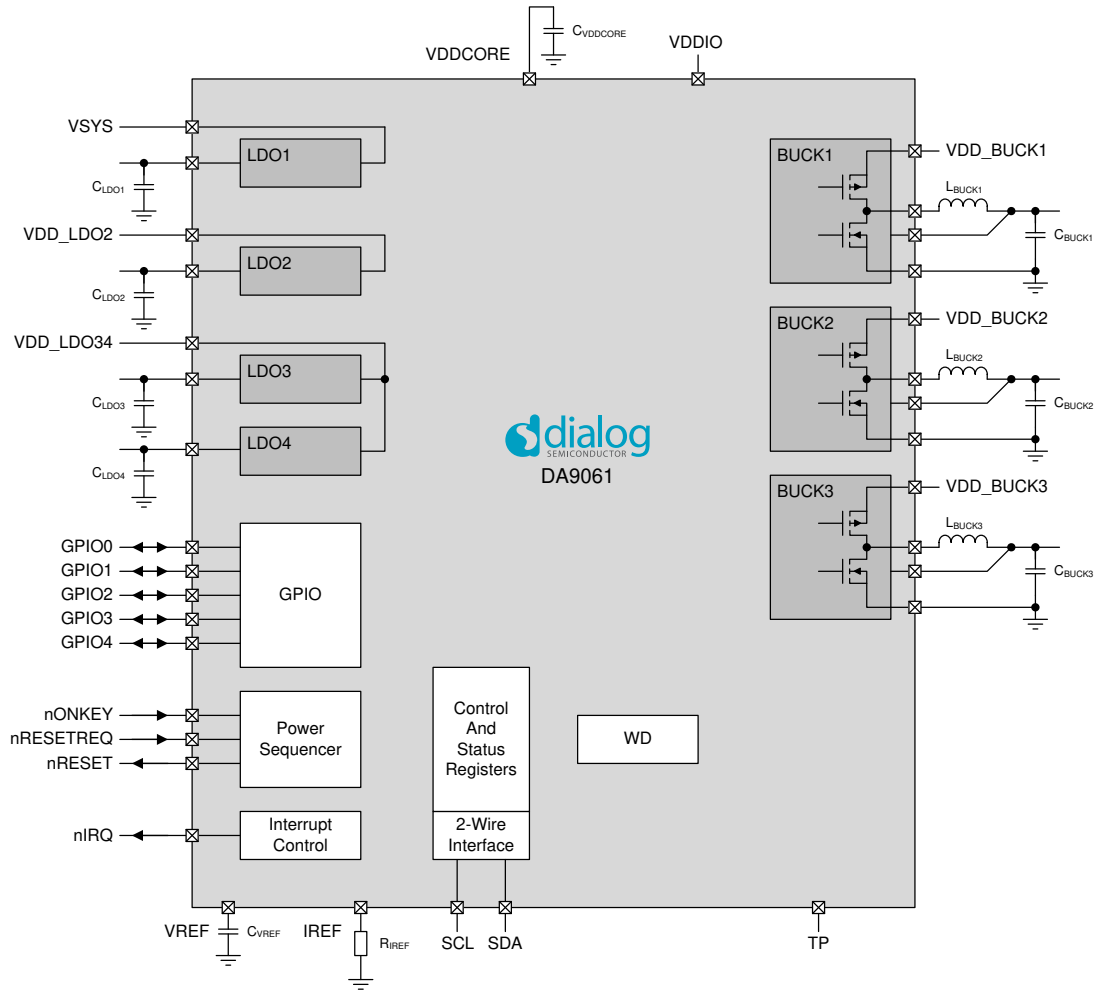 VDDCORE
CVDDCORE
VDDIO
VSYS
LDO1
CLDO1
VDD_LDO2
LDO2
CLDO2
VDD_LDO34
LDO3
CLDO3
LDO4
CLDO4
BUCK1
VDD_BUCK1
LBUCK1
CBUCK1
BUCK2
VDD_BUCK2
LBUCK2
CBUCK2
BUCK3
VDD_BUCK3
LBUCK3
CBUCK3
dialog
SEMICONDUCTOR
DA9061
GPIO0
GPIO1
GPIO2
GPIO3
GPIO4
GPIO
nONKEY
nRESETREQ
nRESET
Power
Sequencer
nIRQ
Interrupt
Control
Control
And
Status
Registers
2-Wire
Interface
WD
VREF
CVREF
IREF
RIREF
SCL
SDA
TP